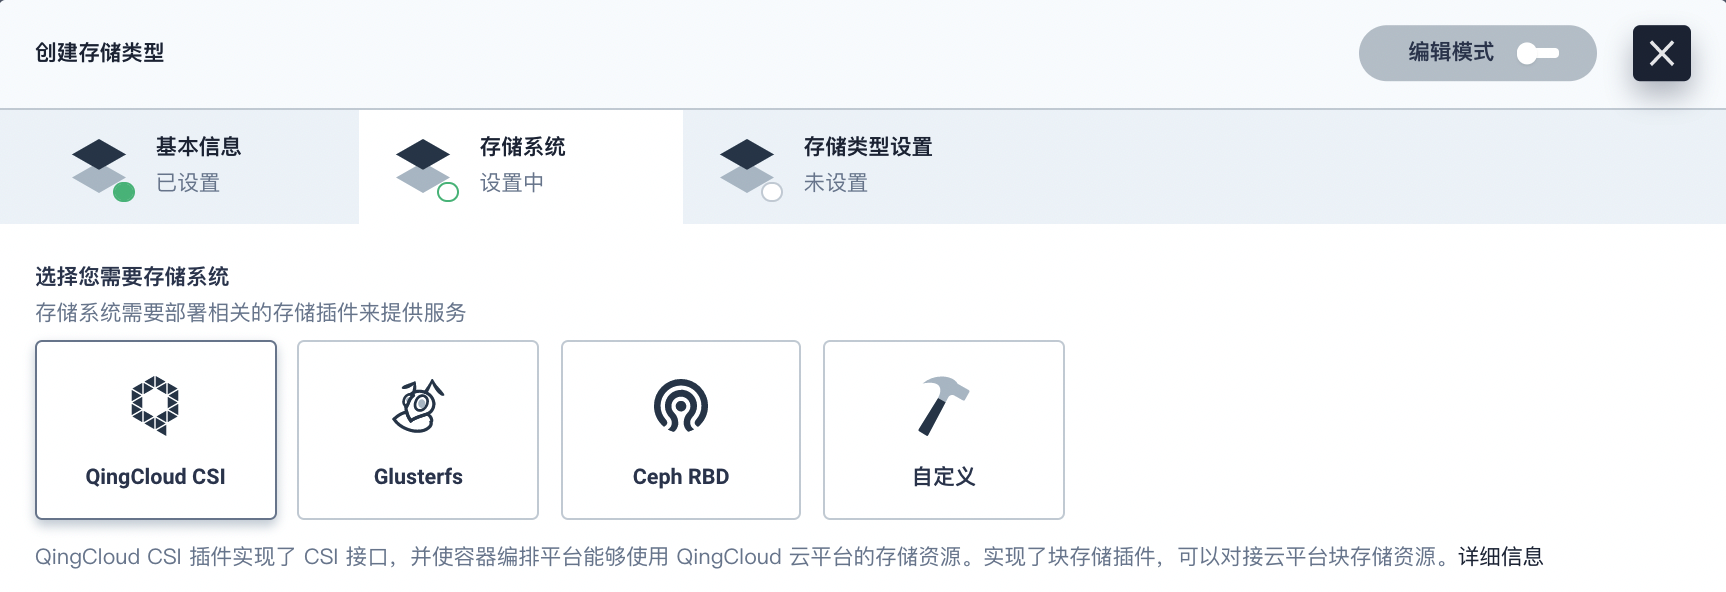 创建存储类型
编辑模式
基本信息
已设置
存储系统
设置中
存储类型设置
未设置
选择您需要存储系统
存储系统需要部署相关的存储插件来提供服务
QingCloud CSI
Glusterfs
Ceph RBD
自定义
QingCloud CSI 插件实现了 CSI 接口，并使容器编排平台能够使用 QingCloud 云平台的存储资源。实现了块存储插件，可以对接云平台块存储资源。详细信息